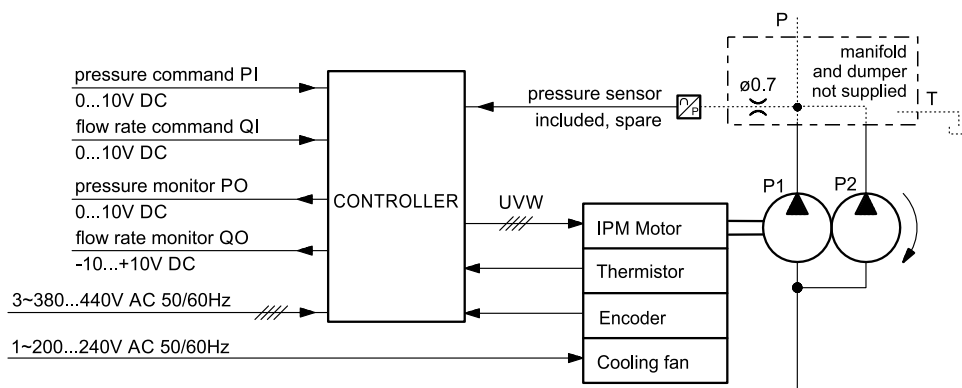 pressure command PI
0...10V DC
flow rate command QI
0...10V DC
pressure monitor PO
0...10V DC
flow rate monitor QO
-10...+10V DC
3~380...440V AC 50/60Hz
1~200...240V AC 50/60Hz
CONTROLLER
pressure sensor
included, spare
P
UVW
IPM Motor
Thermistor
Encoder
Cooling fan
P
manifold
and dumper
not supplied
ø0.7
T
P1
P2